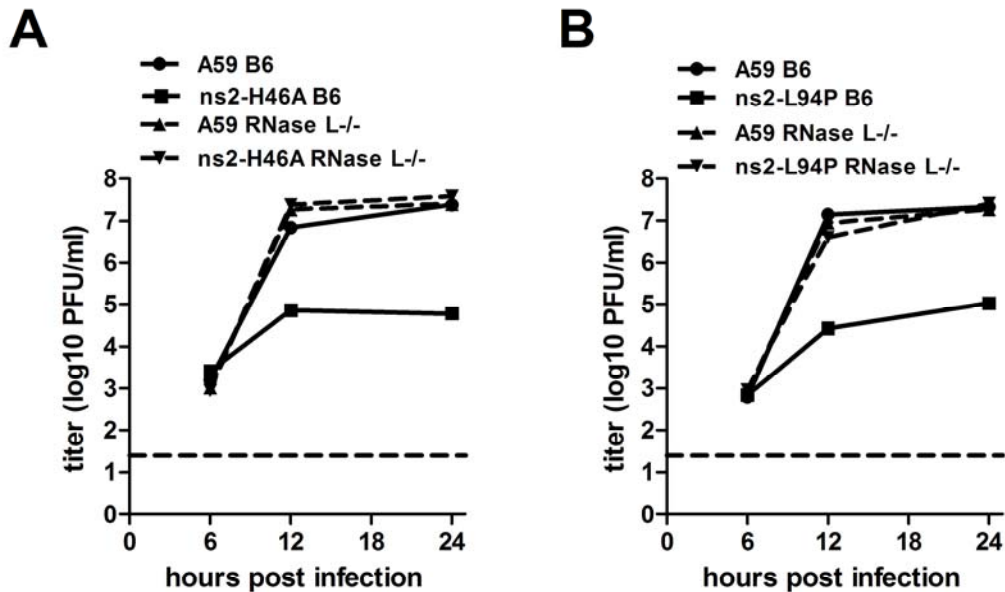 A
A59 B6
ns2-H46A B6
A59 RNase L-/-
ns2-H46A RNase L-/-
8
7
6
5
4
3
2
1
0
titer (log10 PFU/ml)
0 6 12 18 24
hours post infection
B
A59 B6
ns2-L94P B6
A59 RNase L-/-
ns2-L94P RNase L-/-
8
7
6
5
4
3
2
1
0
titer (log10 PFU/ml)
0 6 12 18 24
hours post infection